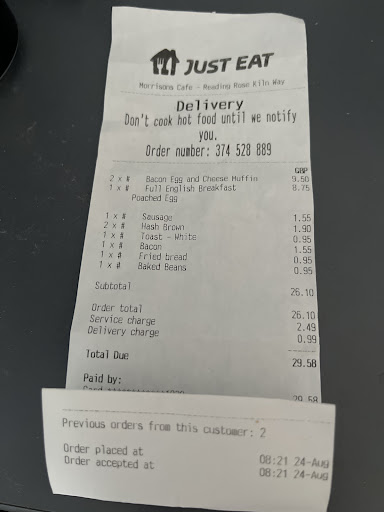 JUST EAT
Morrisons Cafe - Reading Rose Kiln Way
Delivery
Don't cook hot food until we notify
you.
Order number: 374 528 889
GBP
2 x # Bacon Egg and Cheese Muffin 9.50
1 x # Full English Breakfast 8.75
Poached Egg
1 x # Sausage 1.55
2 x # Hash Brown 1.90
1 x # Toast - White 0.95
1 x # Bacon 1.55
1 x # Fried bread 0.95
1 x # Baked Beans 0.95
Subtotal 26.10
Order total 26.10
Service charge 2.49
Delivery charge 0.99
Total Due 29.58
Paid by:
29.58
Previous orders from this customer: 2
Order placed at 08:21 24-Aug
Order accepted at 08:21 24-Aug